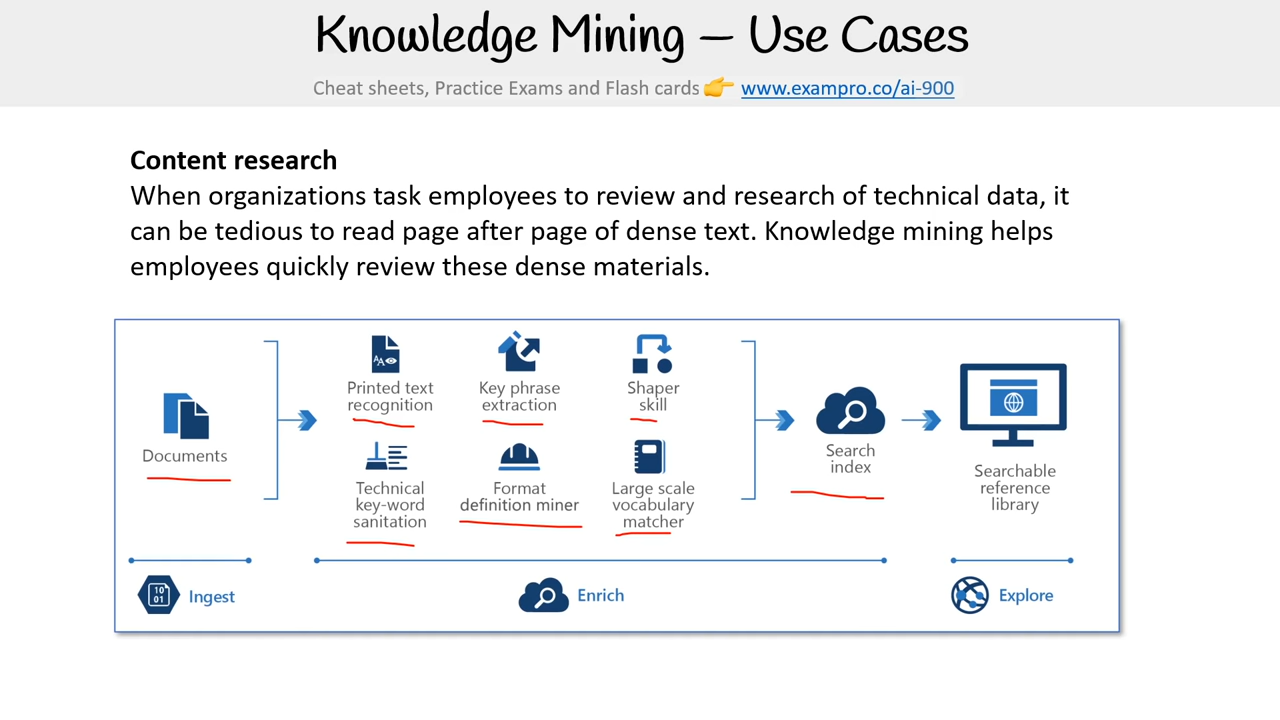 Knowledge Mining – Use Cases
Cheat sheets, Practice Exams and Flash cards 👉 www.exampro.co/ai-900
Content research
When organizations task employees to review and research of technical data, it
can be tedious to read page after page of dense text. Knowledge mining helps
employees quickly review these dense materials.
Documents
Printed text
recognition
Key phrase
extraction
Shaper
skill
Technical
key-word
sanitation
Format
definition miner
Large scale
vocabulary
matcher
Search
index
Searchable
reference
library
10
01
Ingest
Enrich
Explore